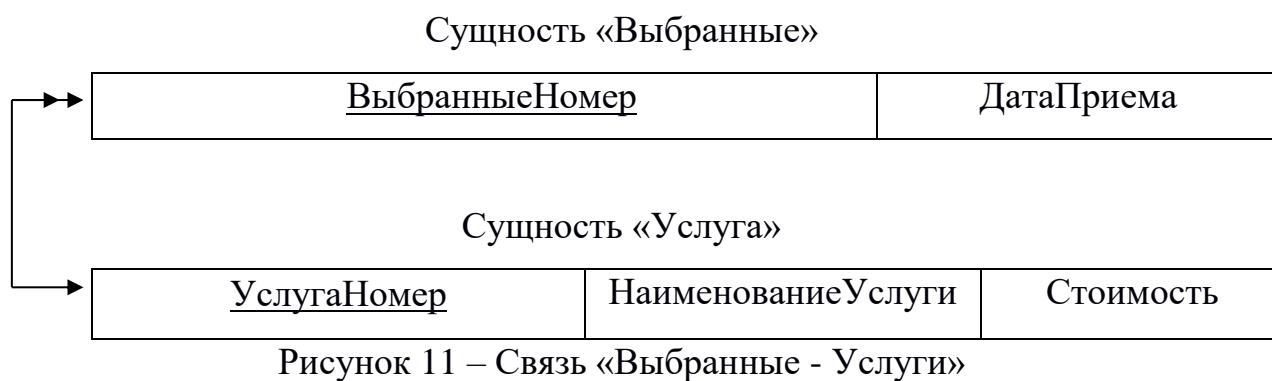 Сущность «Выбранные»
ВыбранныеНомер ДатаПриема
Сущность «Услуга»
УслугаНомер НаименованиеУслуги Стоимость
Рисунок 11 – Связь «Выбранные - Услуги»